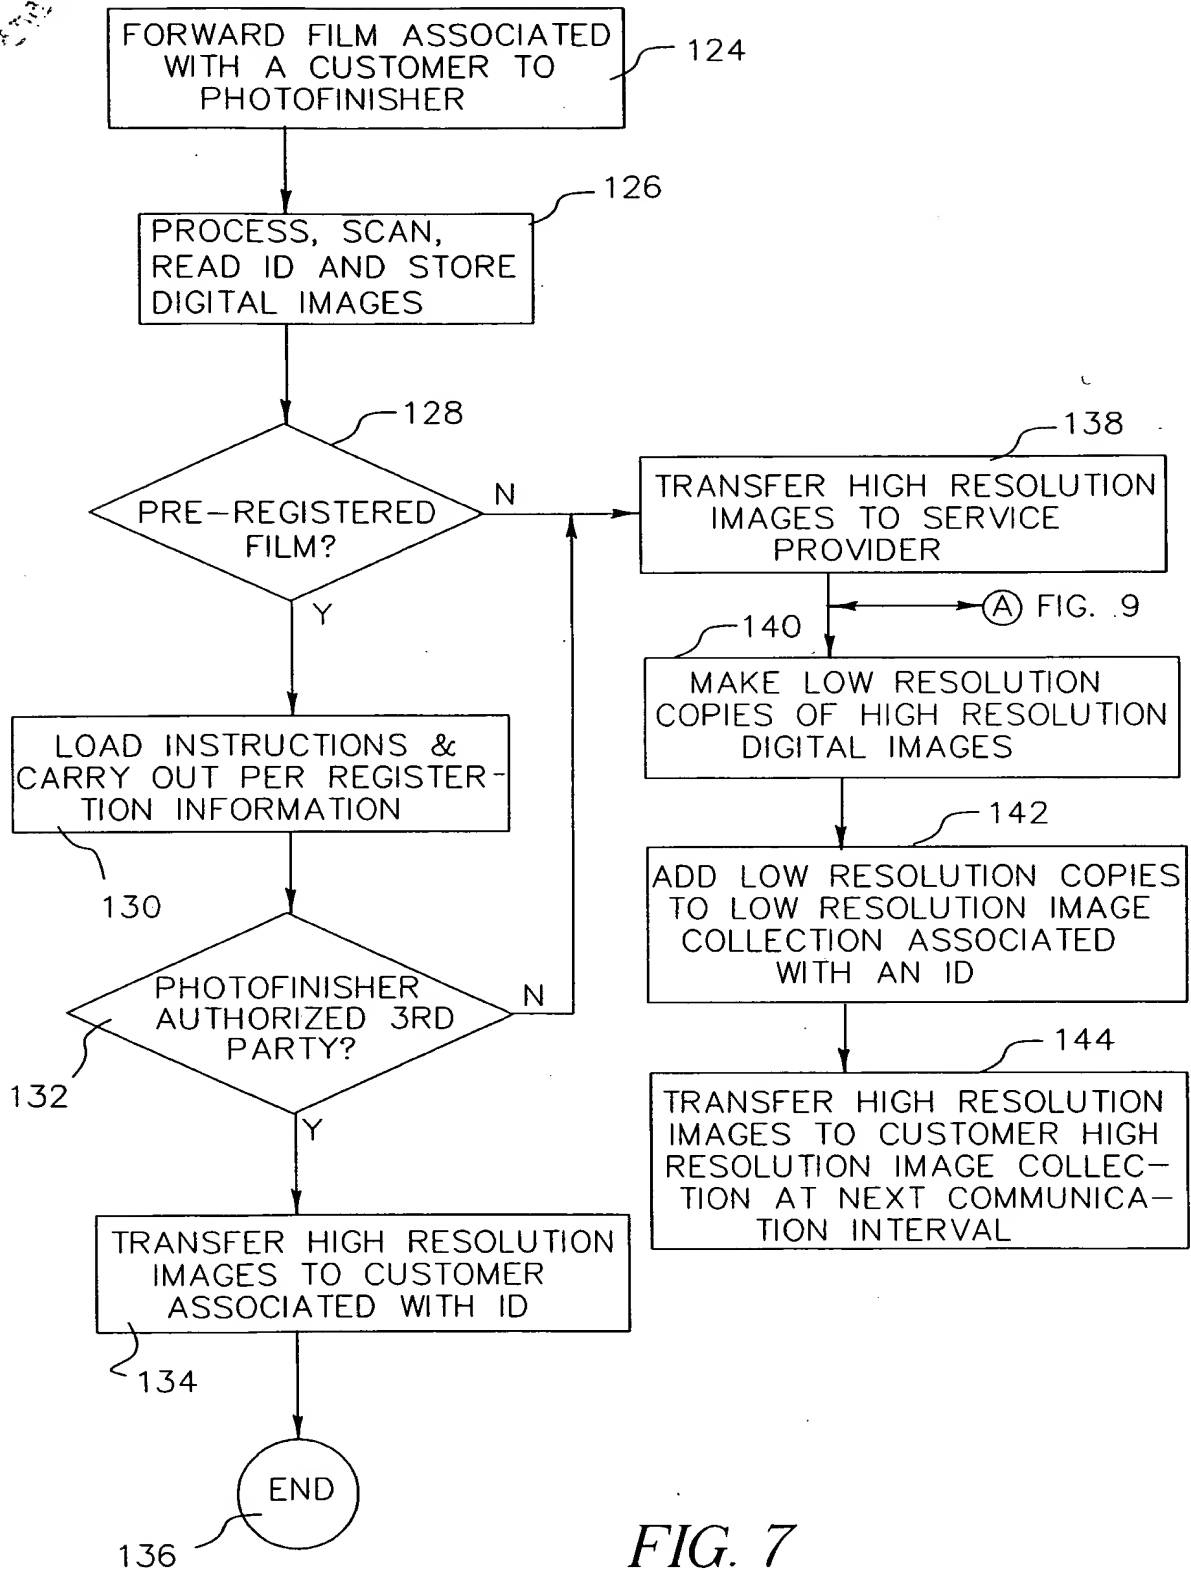 FORWARD FILM ASSOCIATED
WITH A CUSTOMER TO
PHOTOFINISHER
124
PROCESS, SCAN,
READ ID AND STORE
DIGITAL IMAGES
126
128
PRE-REGISTERED
FILM?
N
Y
LOAD INSTRUCTIONS &
CARRY OUT PER REGISTER-
TION INFORMATION
130
PHOTOFINISHER
AUTHORIZED 3RD
PARTY?
N
132
Y
TRANSFER HIGH RESOLUTION
IMAGES TO CUSTOMER
ASSOCIATED WITH ID
134
END
136
138
TRANSFER HIGH RESOLUTION
IMAGES TO SERVICE
PROVIDER
A FIG. 9
140
MAKE LOW RESOLUTION
COPIES OF HIGH RESOLUTION
DIGITAL IMAGES
142
ADD LOW RESOLUTION COPIES
TO LOW RESOLUTION IMAGE
COLLECTION ASSOCIATED
WITH AN ID
144
TRANSFER HIGH RESOLUTION
IMAGES TO CUSTOMER HIGH
RESOLUTION IMAGE COLLEC-
TION AT NEXT COMMUNICA-
TION INTERVAL
FIG. 7